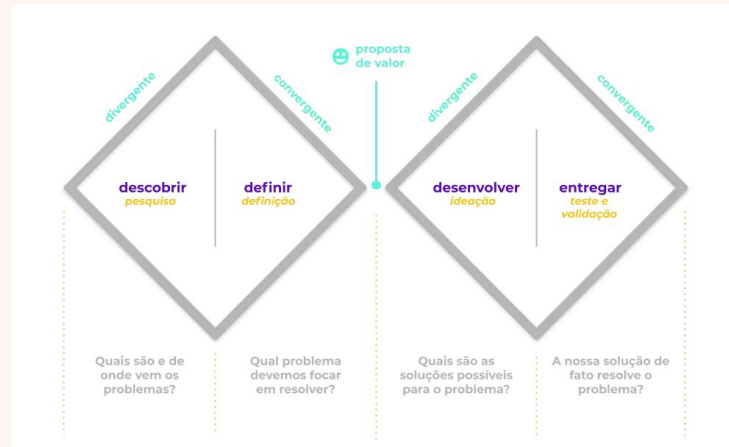 proposta
de valor
divergente
convergente
divergente
convergente
descobrir
pesquisa
definir
definição
desenvolver
ideação
entregar
teste e
validação
Quais são e de
onde vem os
problemas?
Qual problema
devemos focar
em resolver?
Quais são as
soluções possíveis
para o problema?
A nossa solução de
fato resolve o
problema?